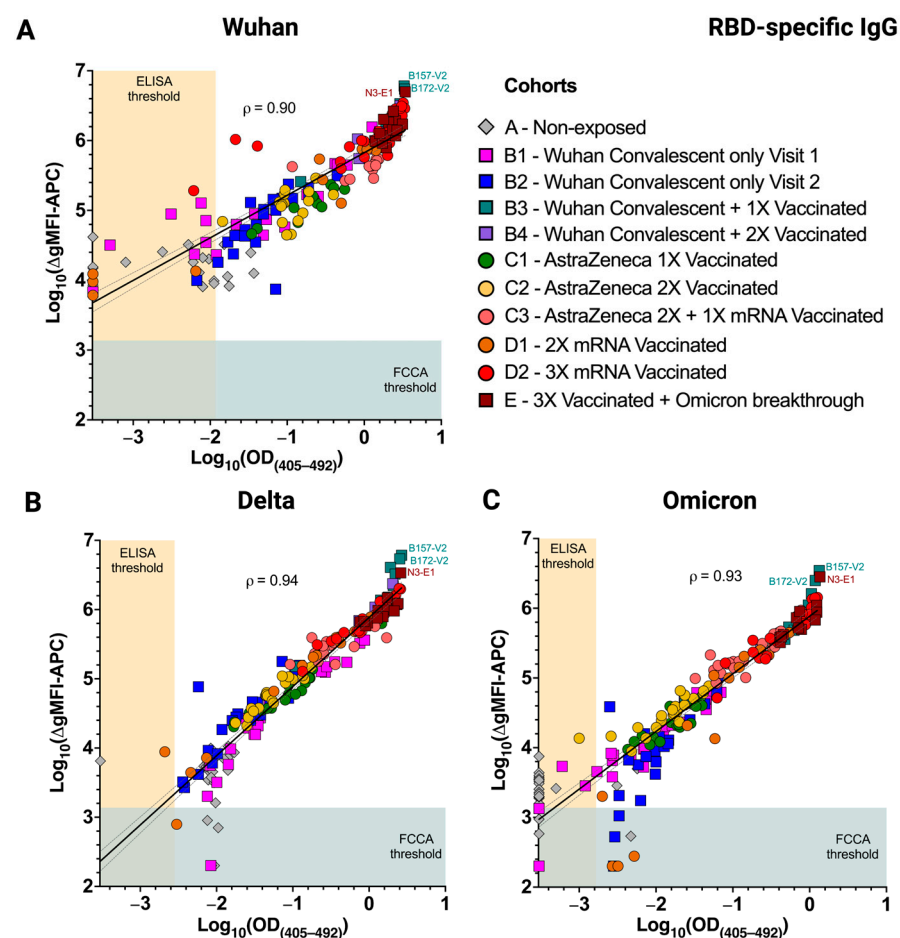 A
Wuhan
RBD-specific IgG
7
6
5
4
3
2
Log10(ΔgMFI-APC)
ELISA
threshold
ρ = 0.90
B157-V2
B172-V2
N3-E1
FCCA
threshold
–3
–2
–1
0
1
Log10(OD(405–492))
Cohorts
A - Non-exposed
B1 - Wuhan Convalescent only Visit 1
B2 - Wuhan Convalescent only Visit 2
B3 - Wuhan Convalescent + 1X Vaccinated
B4 - Wuhan Convalescent + 2X Vaccinated
C1 - AstraZeneca 1X Vaccinated
C2 - AstraZeneca 2X Vaccinated
C3 - AstraZeneca 2X + 1X mRNA Vaccinated
D1 - 2X mRNA Vaccinated
D2 - 3X mRNA Vaccinated
E - 3X Vaccinated + Omicron breakthrough
B
Delta
7
6
5
4
3
2
Log10(ΔgMFI-APC)
ELISA
threshold
ρ = 0.94
B157-V2
B172-V2
N3-E1
FCCA
threshold
–3
–2
–1
0
1
Log10(OD(405–492))
C
Omicron
7
6
5
4
3
2
Log10(ΔgMFI-APC)
ELISA
threshold
ρ = 0.93
B157-V2
B172-V2
N3-E1
FCCA
threshold
–3
–2
–1
0
1
Log10(OD(405–492))